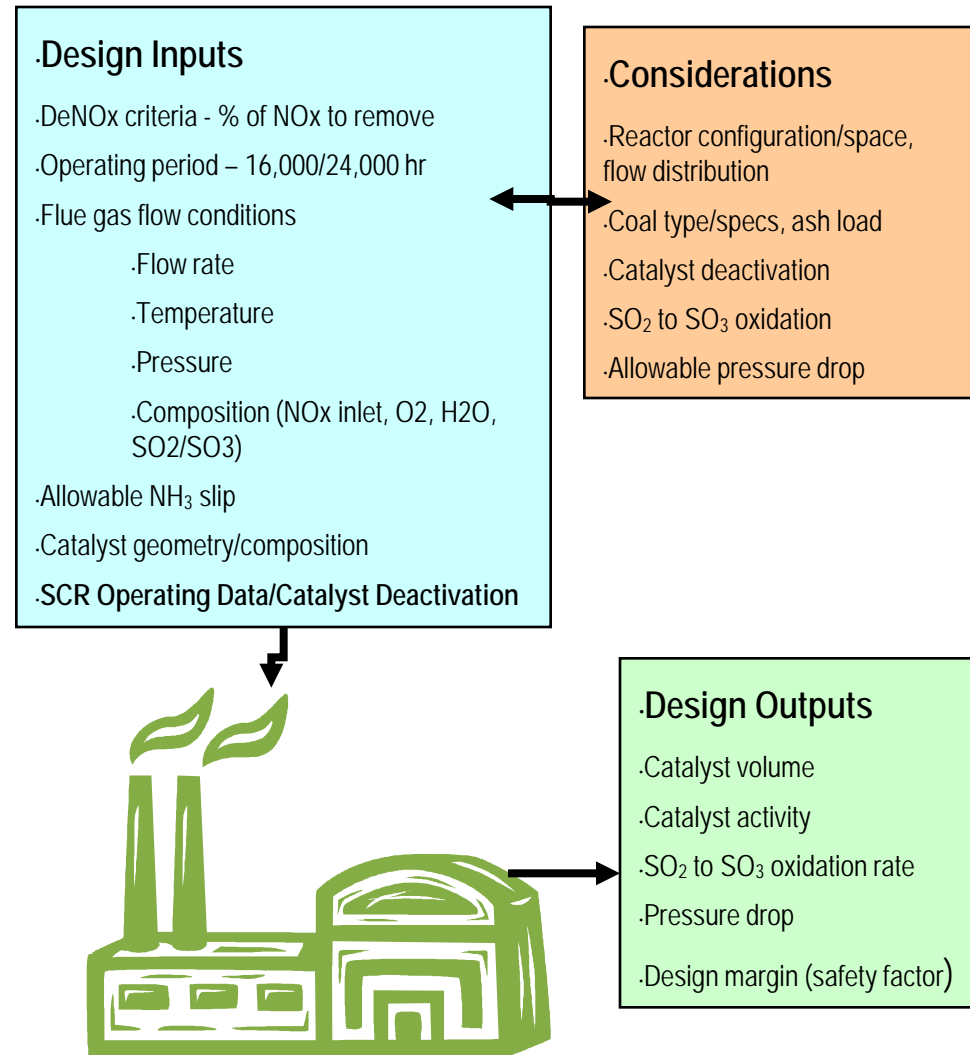 ·Design Inputs
·DeNOx criteria - % of NOx to remove
·Operating period – 16,000/24,000 hr
·Flue gas flow conditions
·Flow rate
·Temperature
·Pressure
·Composition (NOx inlet, O2, H2O,
SO2/SO3)
·Allowable NH₃ slip
·Catalyst geometry/composition
·SCR Operating Data/Catalyst Deactivation
·Considerations
·Reactor configuration/space,
flow distribution
·Coal type/specs, ash load
·Catalyst deactivation
·SO₂ to SO₃ oxidation
·Allowable pressure drop
·Design Outputs
·Catalyst volume
·Catalyst activity
·SO₂ to SO₃ oxidation rate
·Pressure drop
·Design margin (safety factor)